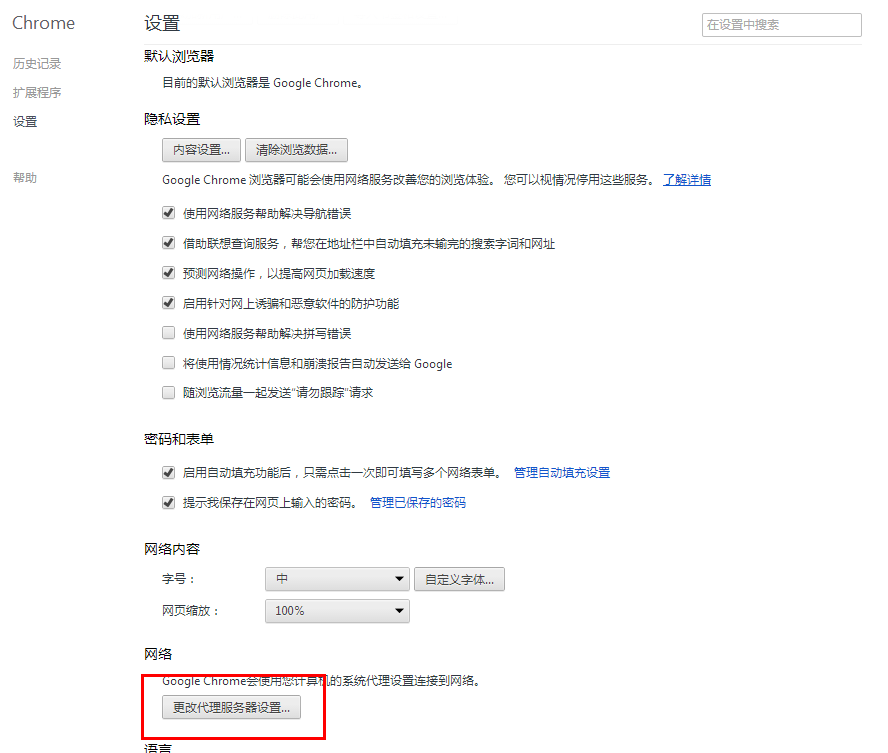 Chrome
设置
在设置中搜索
历史记录
扩展程序
设置
帮助
默认浏览器
目前的默认浏览器是 Google Chrome。
隐私设置
内容设置... 清除浏览数据...
Google Chrome 浏览器可能会使用网络服务改善您的浏览体验。 您可以视情况停用这些服务。 了解详情
使用网络服务帮助解决导航错误
借助联想查询服务，帮您在地址栏中自动填充未输完的搜索字词和网址
预测网络操作，以提高网页加载速度
启用针对网上诱骗和恶意软件的防护功能
使用网络服务帮助解决拼写错误
将使用情况统计信息和崩溃报告自动发送给 Google
随浏览流量一起发送"请勿跟踪"请求
密码和表单
启用自动填充功能后，只需点击一次即可填写多个网络表单。 管理自动填充设置
提示我保存在网页上输入的密码。 管理已保存的密码
网络内容
字号： 中 自定义字体...
网页缩放： 100%
网络
Google Chrome会使用您计算机的系统代理设置连接到网络。
更改代理服务器设置...
语言